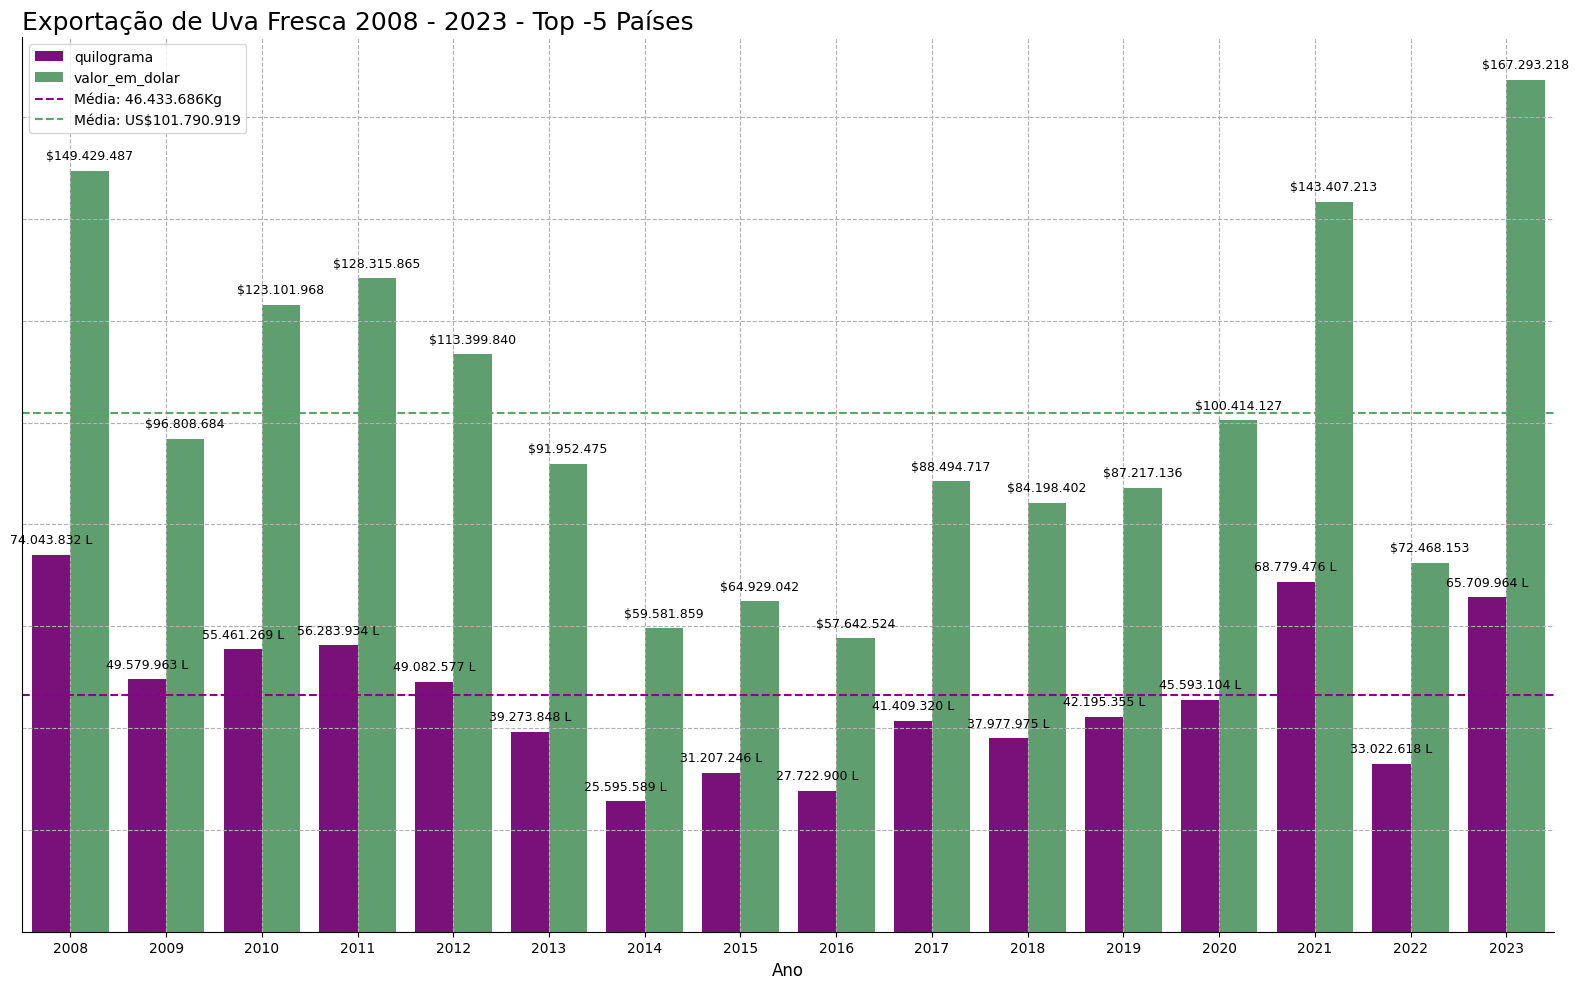 Exportação de Uva Fresca 2008 - 2023 - Top -5 Países
quilograma
valor_em_dolar
Média: 46.433.686Kg
Média: US$101.790.919
$167.293.218
$149.429.487
$143.407.213
$128.315.865
$123.101.968
$113.399.840
$100.414.127
$96.808.684
$91.952.475
$88.494.717
$87.217.136
$84.198.402
74.043.832 L
$72.468.153
68.779.476 L
65.709.964 L
$64.929.042
$59.581.859
$57.642.524
56.283.934 L
55.461.269 L
49.579.963 L
49.082.577 L
45.593.104 L
42.195.355 L
41.409.320 L
39.273.848 L
37.977.975 L
33.022.618 L
31.207.246 L
27.722.900 L
25.595.589 L
2008 2009 2010 2011 2012 2013 2014 2015 2016 2017 2018 2019 2020 2021 2022 2023
Ano